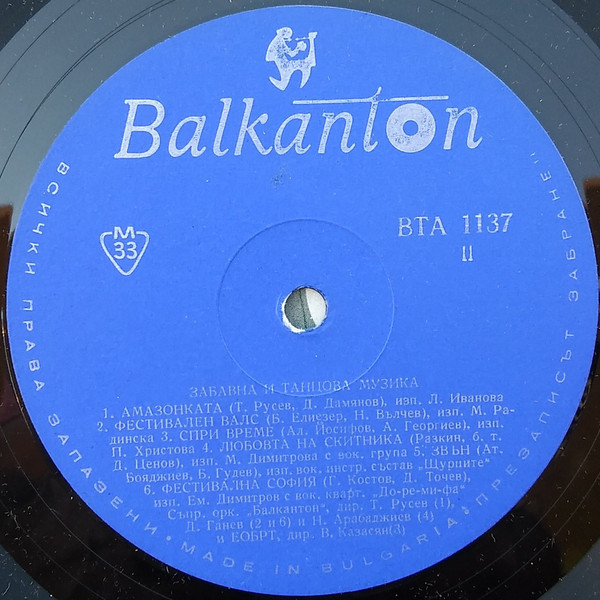 Balkanton
M
33
ВТА 1137
II
ЗАБАВНА И ТАНЦОВА МУЗИКА
1. АМАЗОНКАТА (Т. Русев, Д. Дамянов), изп. Л. Иванова
2. ФЕСТИВАЛЕН ВАЛС (Б. Елиезер, Н. Вълчев), изп. М. Ра-
динска 3. СПРИ ВРЕМЕ (Ал. Йосифов, А. Георгиев), изп.
П. Христова 4. ЛЮБОВТА НА СКИТНИКА (Разкин, б. т.
Д. Ценов), изп. М. Димитрова с вок. група 5. ЗВЪН (Ат.
Бояджиев, Б. Гудев), изп. вок. инстр. състав „Щурците“
6. ФЕСТИВАЛНА СОФИЯ (Г. Костов, Д. Точев),
изп. Ем. Димитров с вок. кварт. „До-ре-ми-фа“
Съпр. орк. „Балкантон“, дир. Т. Русев (1),
Д. Ганев (2 и 6) и Н. Арабаджиев (4)
и ЕОБРТ, дир. В. Казасян(3)
ВСИЧКИ ПРАВА ЗАПАЗЕНИ • MADE IN BULGARIA • ПРЕЗАПИСЪТ ЗАБРАНЕН!